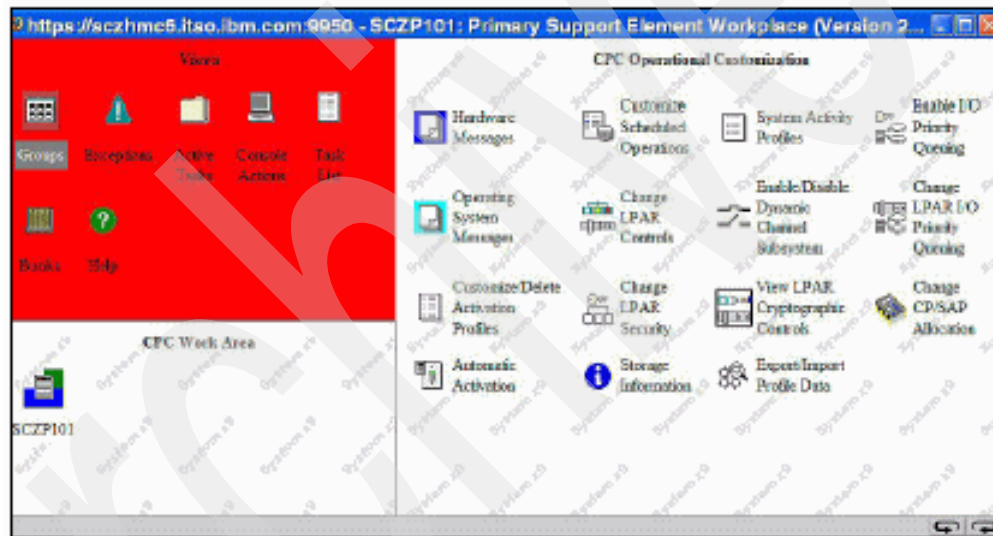 https://sczhmc6.itso.ibm.com:9950 - SCZP101: Primary Support Element Workplace (Version 2...
Views
Groups
Exceptions
Active
Tasks
Console
Actions
Task
List
Books
Help
CPC Work Area
SCZP101
CPC Operational Customization
Hardware
Messages
Customize
Scheduled
Operations
System Activity
Profiles
Enable I/O
Priority
Queuing
Operating
System
Messages
Change
LPAR
Controls
Enable/Disable
Dynamic
Channel
Subsystem
Change
LPAR I/O
Priority
Queuing
Customize/Delete
Activation
Profiles
Change
LPAR
Security
View LPAR
Cryptographic
Controls
Change
CP/SAP
Allocation
Automatic
Activation
Storage
Information
Export/Import
Profile Data
System z9